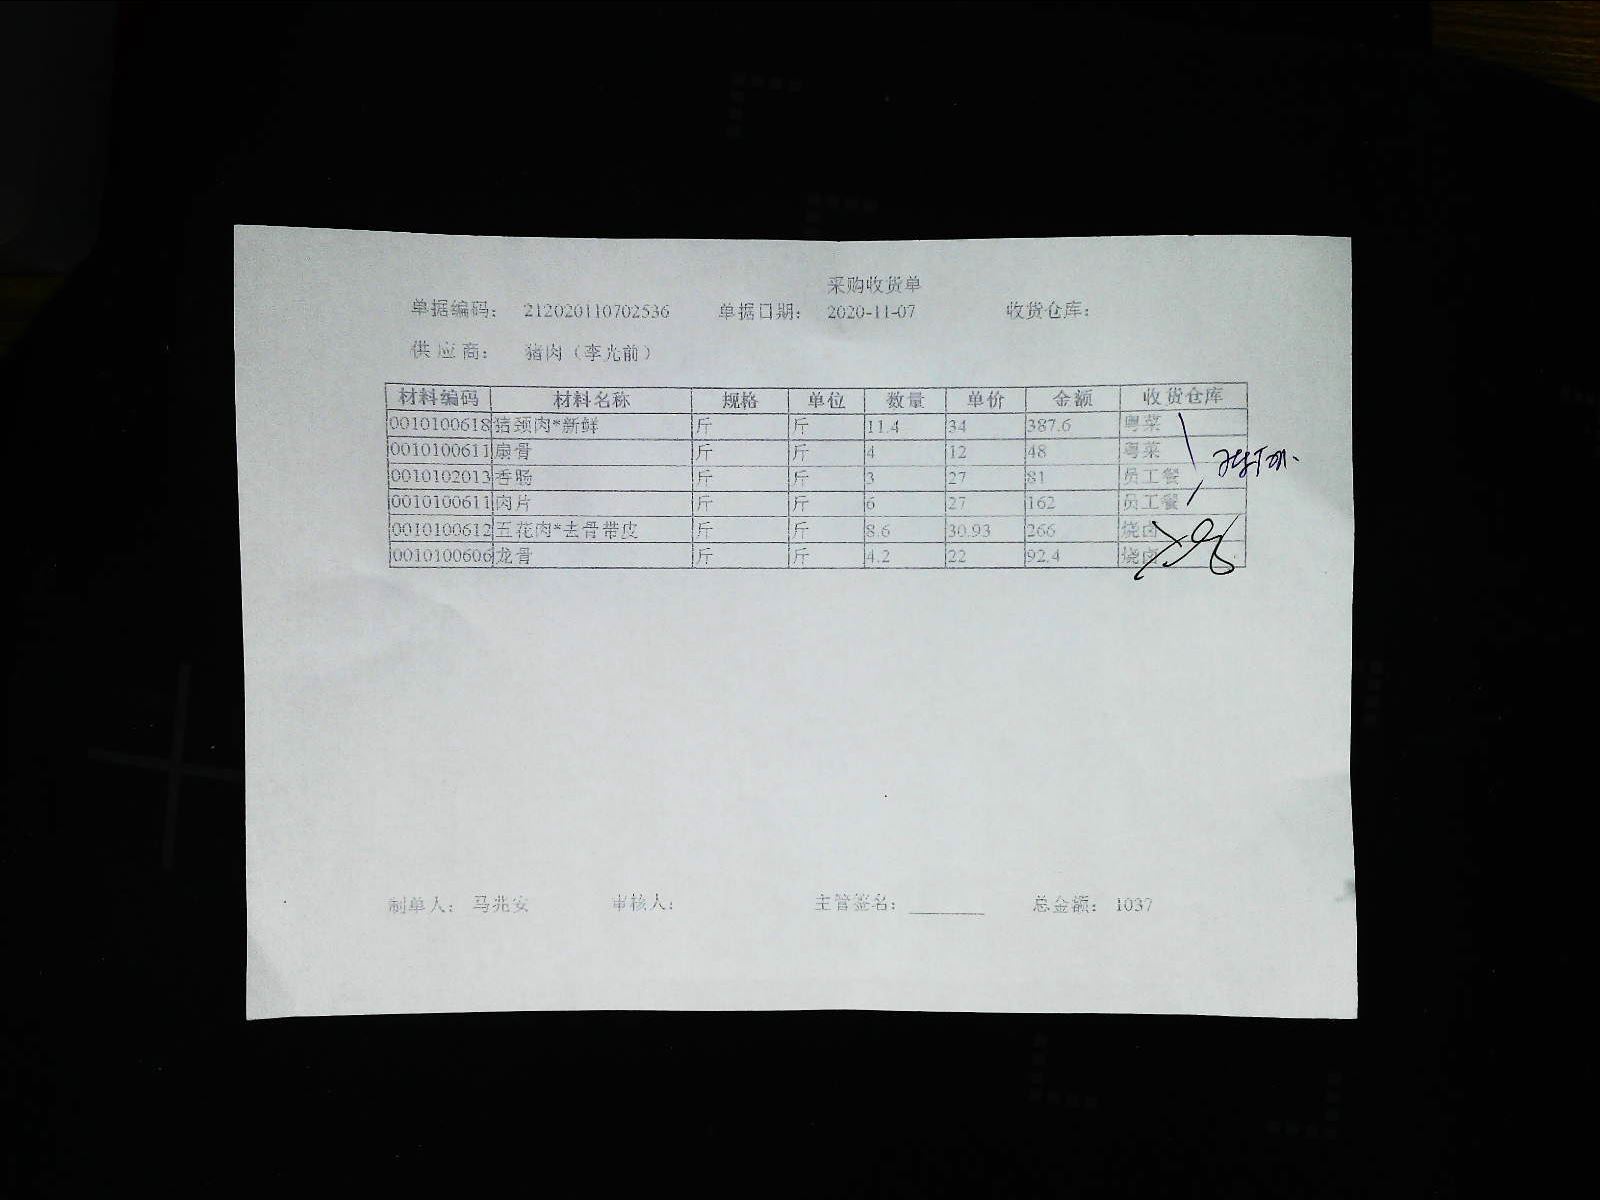 采购收货单
单据编码： 212020110702536 单据日期： 2020-11-07 收货仓库：
供 应 商： 猪肉（李光前）
材料编码 材料名称 规格 单位 数量 单价 金额 收货仓库
0010100618 猪颈肉*新鲜 斤 斤 11.4 34 387.6 粤菜
0010100611 扇骨 斤 斤 4 12 48 粤菜
0010102013 香肠 斤 斤 3 27 81 员工餐
0010100611 肉片 斤 斤 6 27 162 员工餐
0010100612 五花肉*去骨带皮 斤 斤 8.6 30.93 266 烧卤
0010100606 龙骨 斤 斤 4.2 22 92.4 烧卤
制单人： 马兆安 审核人： 主管签名： 总金额： 1037